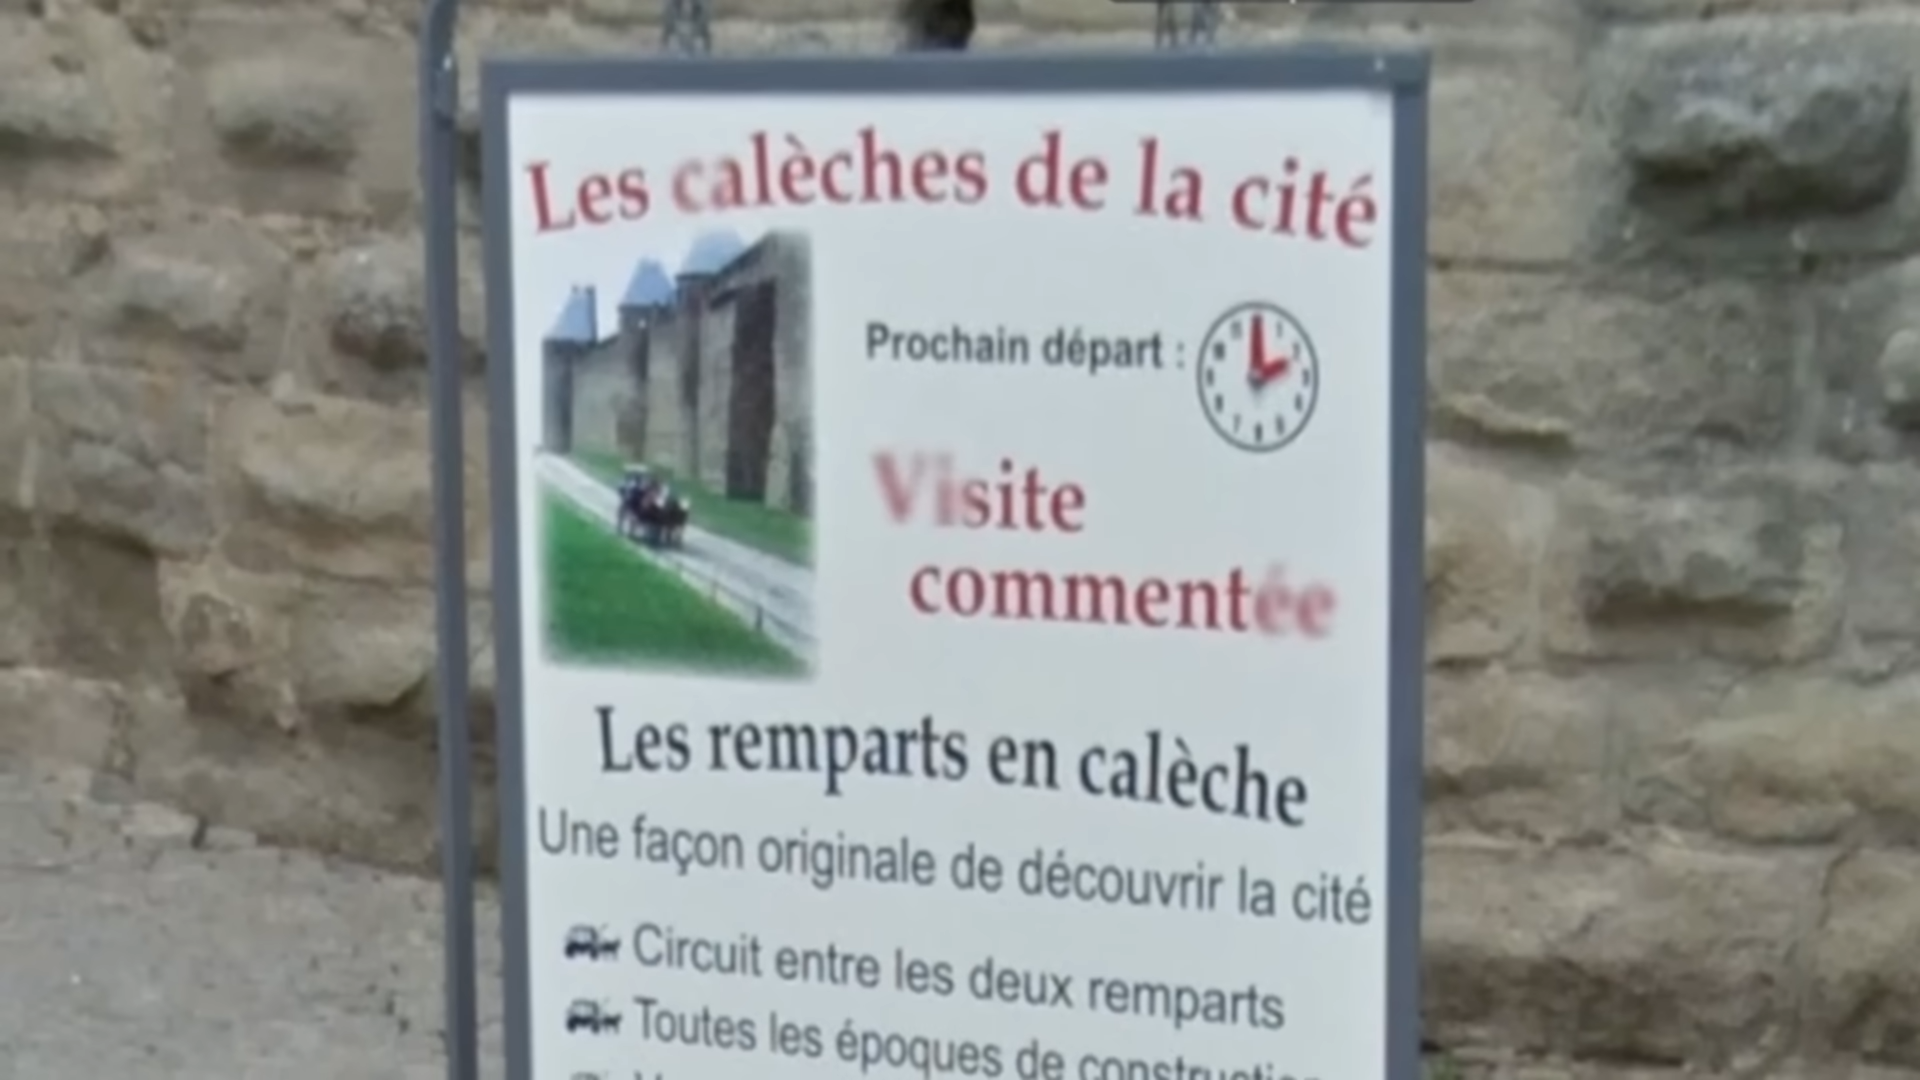 Les calèches de la cité
Prochain départ :
Visite
commentée
Les remparts en calèche
Une façon originale de découvrir la cité
Circuit entre les deux remparts
Toutes les époques de construction